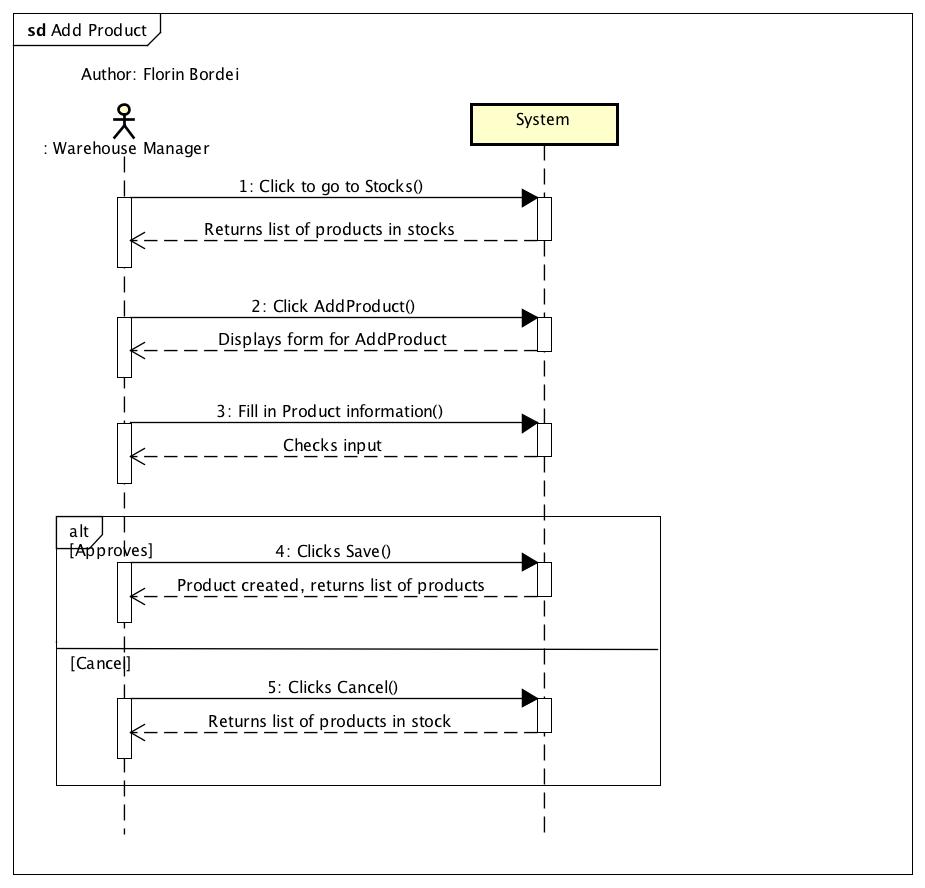 sd Add Product
Author: Florin Bordei
: Warehouse Manager
System
1: Click to go to Stocks()
Returns list of products in stocks
2: Click AddProduct()
Displays form for AddProduct
3: Fill in Product information()
Checks input
alt
[Approves]
4: Clicks Save()
Product created, returns list of products
[Cancel]
5: Clicks Cancel()
Returns list of products in stock